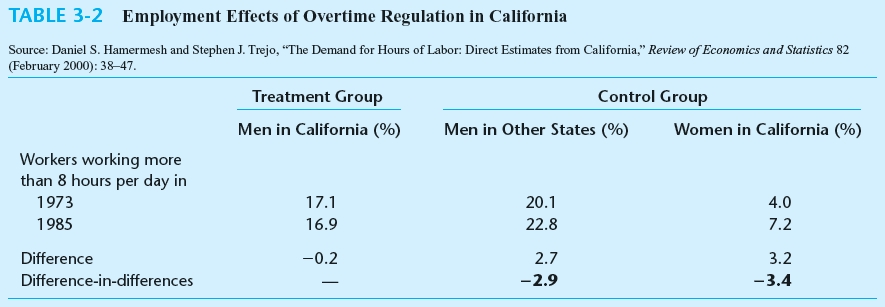 TABLE 3-2 Employment Effects of Overtime Regulation in California
Source: Daniel S. Hamermesh and Stephen J. Trejo, “The Demand for Hours of Labor: Direct Estimates from California,” Review of Economics and Statistics 82
(February 2000): 38–47.
Treatment Group Control Group
Men in California (%) Men in Other States (%) Women in California (%)
Workers working more
than 8 hours per day in
1973 17.1 20.1 4.0
1985 16.9 22.8 7.2
Difference −0.2 2.7 3.2
Difference-in-differences — −2.9 −3.4